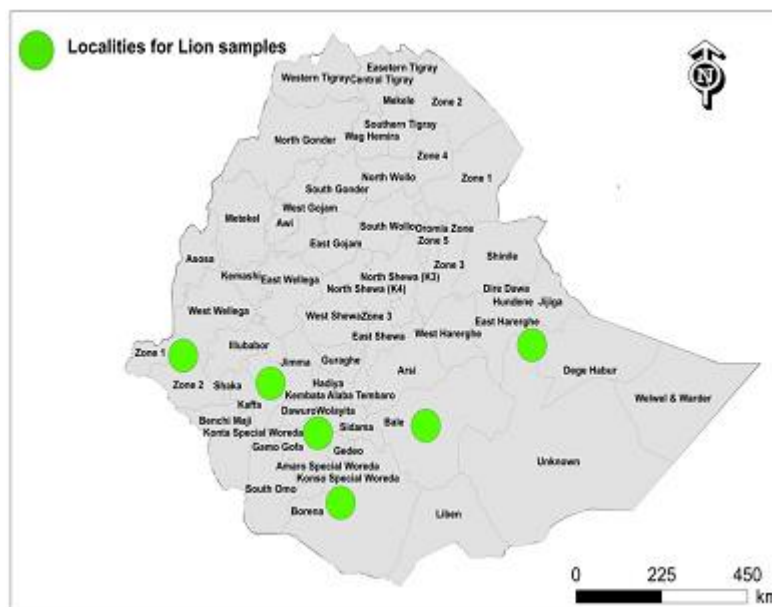 Localities for Lion samples
N
Easetern Tigray
Western Tigray Central Tigray
Mekele
Zone 2
Southern Tigray
Wag Hemira
North Gonder
Zone 4
North Wollo
Zone 1
South Gonder
West Gojam
Metekel
Awi
South Wollo
Oromia Zone
Zone 5
East Gojam
Shinile
Asosa
Zone 3
Kemashi
East Wellega
North Shewa (K3)
North Shewa (K4)
Dire Dawa
Hundene Jijiga
West Wellega
West Shewa Zone 3
East Harerghe
East Shewa
West Harerghe
Illubabor
Zone 1
Jimma
Guraghe
Arsi
Dege Habur
Zone 2
Shaka
Hadiya
Kembata Alaba Tembaro
Welwel & Warder
Kaffa
Dawuro Wolayita
Benchi Maji
Sidama
Bale
Konta Special Woreda
Gamo Gofa
Gedeo
Amaro Special Woreda
Unknown
Konso Special Woreda
South Omo
Borena
Liben
0 225 450
km